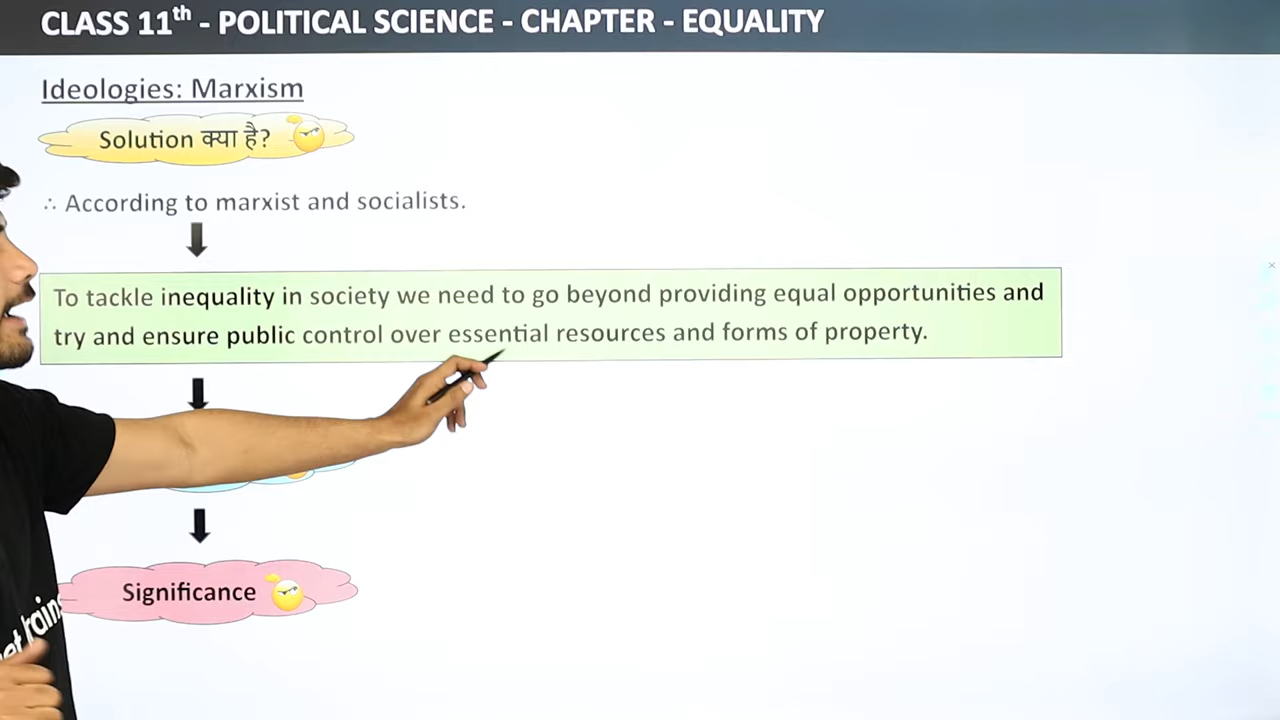 CLASS 11th - POLITICAL SCIENCE - CHAPTER - EQUALITY
Ideologies: Marxism
Solution क्या है?
∴ According to marxist and socialists.
To tackle inequality in society we need to go beyond providing equal opportunities and
try and ensure public control over essential resources and forms of property.
Significance